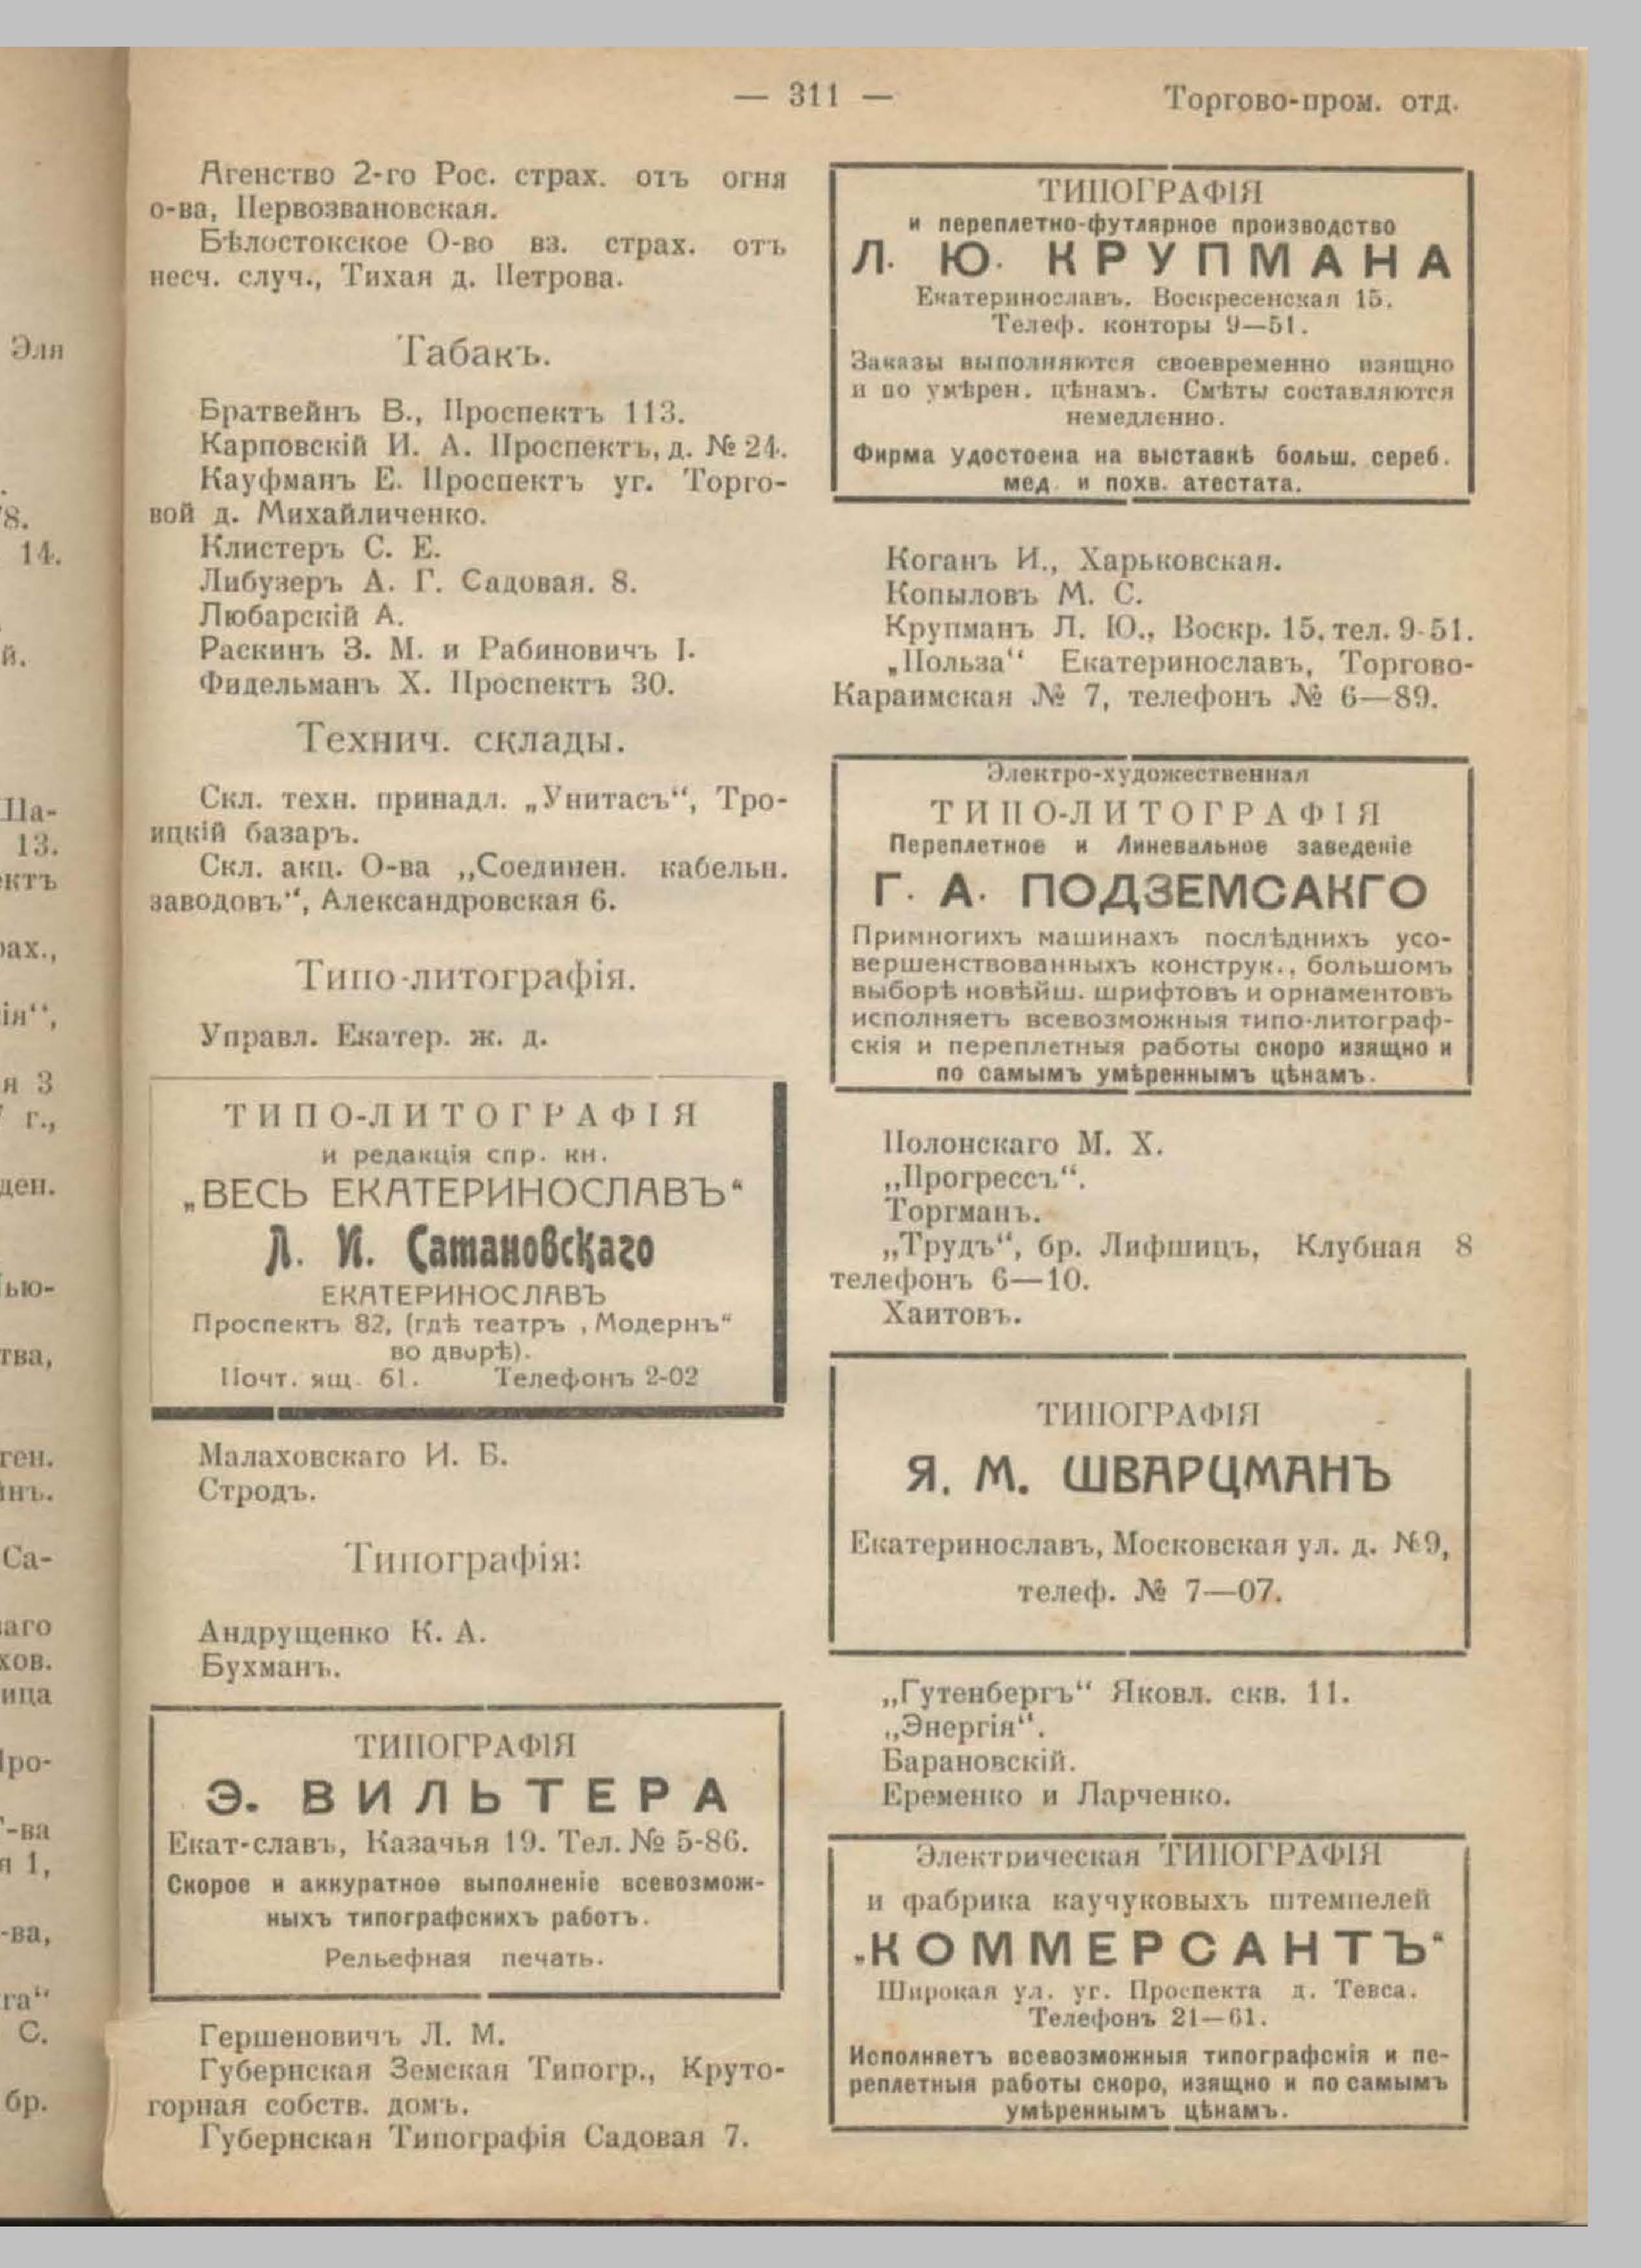 — 311 —
Торгово-пром. отд.
Агенство 2-го Рос. страх. отъ огня
о-ва, Первозвановская.
Бѣлостокское О-во вз. страх. отъ
несч. случ., Тихая д. Петрова.
Табакъ.
Братвейнъ В., Проспектъ 113.
Карповскій И. А. Проспектъ, д. № 24.
Кауфманъ Е. Проспектъ уг. Торго-
вой д. Михайличенко.
Клистеръ С. Е.
Либузеръ А. Г. Садовая. 8.
Любарскій А.
Раскинъ З. М. и Рабиновичъ I.
Фидельманъ Х. Проспектъ 30.
Технич. склады.
Скл. техн. принадл. „Унитасъ“, Тро-
ицкій базаръ.
Скл. акц. О-ва „Соединен. кабельн.
заводовъ“, Александровская 6.
Типо-литографія.
Управл. Екатер. ж. д.
ТИПО-ЛИТОГРАФІЯ
и редакція спр. кн.
„ВЕСЬ ЕКАТЕРИНОСЛАВЪ“
Л. И. Сатановскаго
ЕКАТЕРИНОСЛАВЪ
Проспектъ 82, (гдѣ театръ „Модернъ“
во дворѣ).
Почт. ящ. 61. Телефонъ 2-02
Малаховскаго И. Б.
Стродъ.
Типографія:
Андрущенко К. А.
Бухманъ.
ТИПОГРАФІЯ
Э. ВИЛЬТЕРА
Екат-славъ, Казачья 19. Тел. № 5-86.
Скорое и аккуратное выполненіе всевозмож-
ныхъ типографскихъ работъ.
Рельефная печать.
Гершеновичъ Л. М.
Губернская Земская Типогр., Круто-
горная собств. домъ.
Губернская Типографія Садовая 7.
ТИПОГРАФІЯ
и переплетно-футлярное производство
Л. Ю. КРУПМАНА
Екатеринославъ. Воскресенская 15.
Телеф. конторы 9—51.
Заказы выполняются своевременно изящно
и по умѣрен. цѣнамъ. Смѣты составляются
немедленно.
Фирма удостоена на выставкѣ больш. сереб.
мед. и похв. атестата.
Коганъ И., Харьковская.
Копыловъ М. С.
Крупманъ Л. Ю., Воскр. 15, тел. 9-51.
„Польза“ Екатеринославъ, Торгово-
Караимская № 7, телефонъ № 6—89.
Электро-художественная
ТИПО-ЛИТОГРАФІЯ
Переплетное и Линевальное заведеніе
Г. А. ПОДЗЕМСАКГО
Примногихъ машинахъ послѣднихъ усо-
вершенствованныхъ конструк., большомъ
выборѣ новѣйш. шрифтовъ и орнаментовъ
исполняетъ всевозможныя типо-литограф-
скія и переплетныя работы скоро изящно и
по самымъ умѣреннымъ цѣнамъ.
Полонскаго М. Х.
„Прогрессъ“.
Торгманъ.
„Трудъ“, бр. Лифшицъ, Клубная 8
телефонъ 6—10.
Хаитовъ.
ТИПОГРАФІЯ
Я. М. ШВАРЦМАНЪ
Екатеринославъ, Московская ул. д. №9,
телеф. № 7—07.
„Гутенбергъ“ Яковл. скв. 11.
„Энергія“.
Барановскій.
Еременко и Ларченко.
Электрическая ТИПОГРАФІЯ
и фабрика каучуковыхъ штемпелей
„КОММЕРСАНТЪ“
Широкая ул. уг. Проспекта д. Тевса.
Телефонъ 21—61.
Исполняетъ всевозможныя типографскія и пе-
реплетныя работы скоро, изящно и по самымъ
умѣреннымъ цѣнамъ.